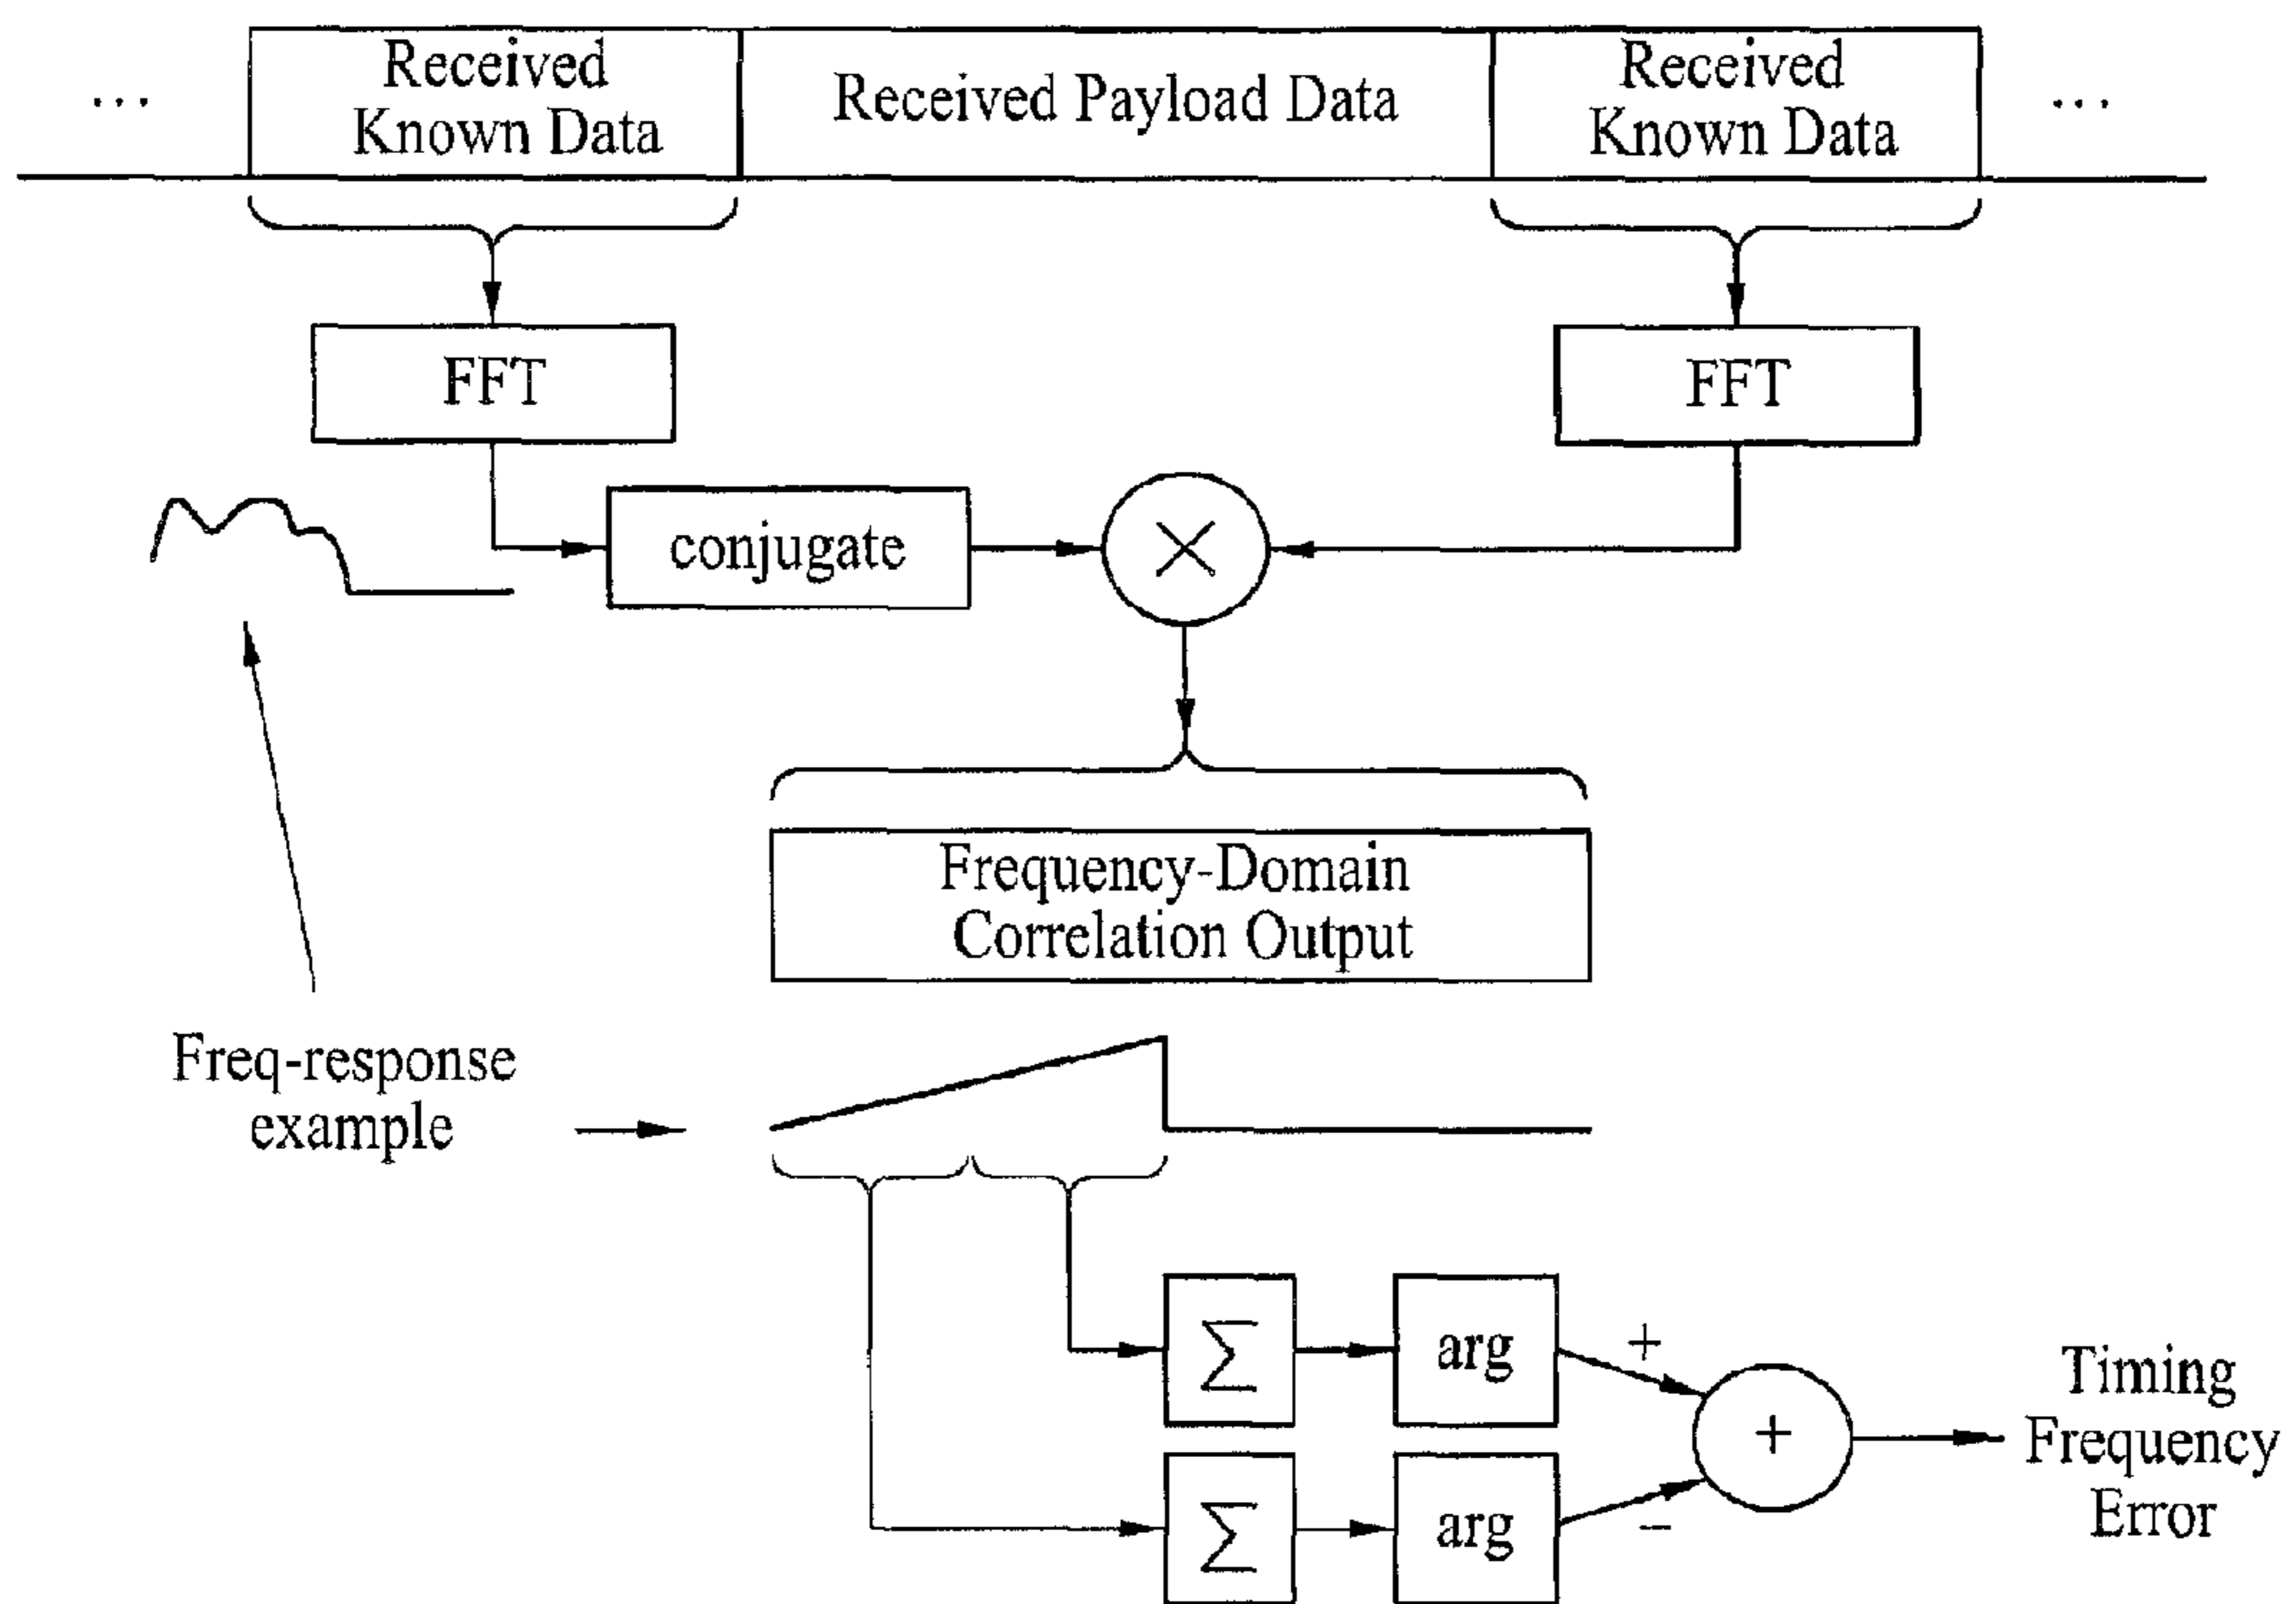 ...
Received
Known Data
Received Payload Data
Received
Known Data
...
FFT
FFT
conjugate
×
Frequency-Domain
Correlation Output
Freq-response
example
∑
arg
+
∑
arg
−
+
Timing
Frequency
Error